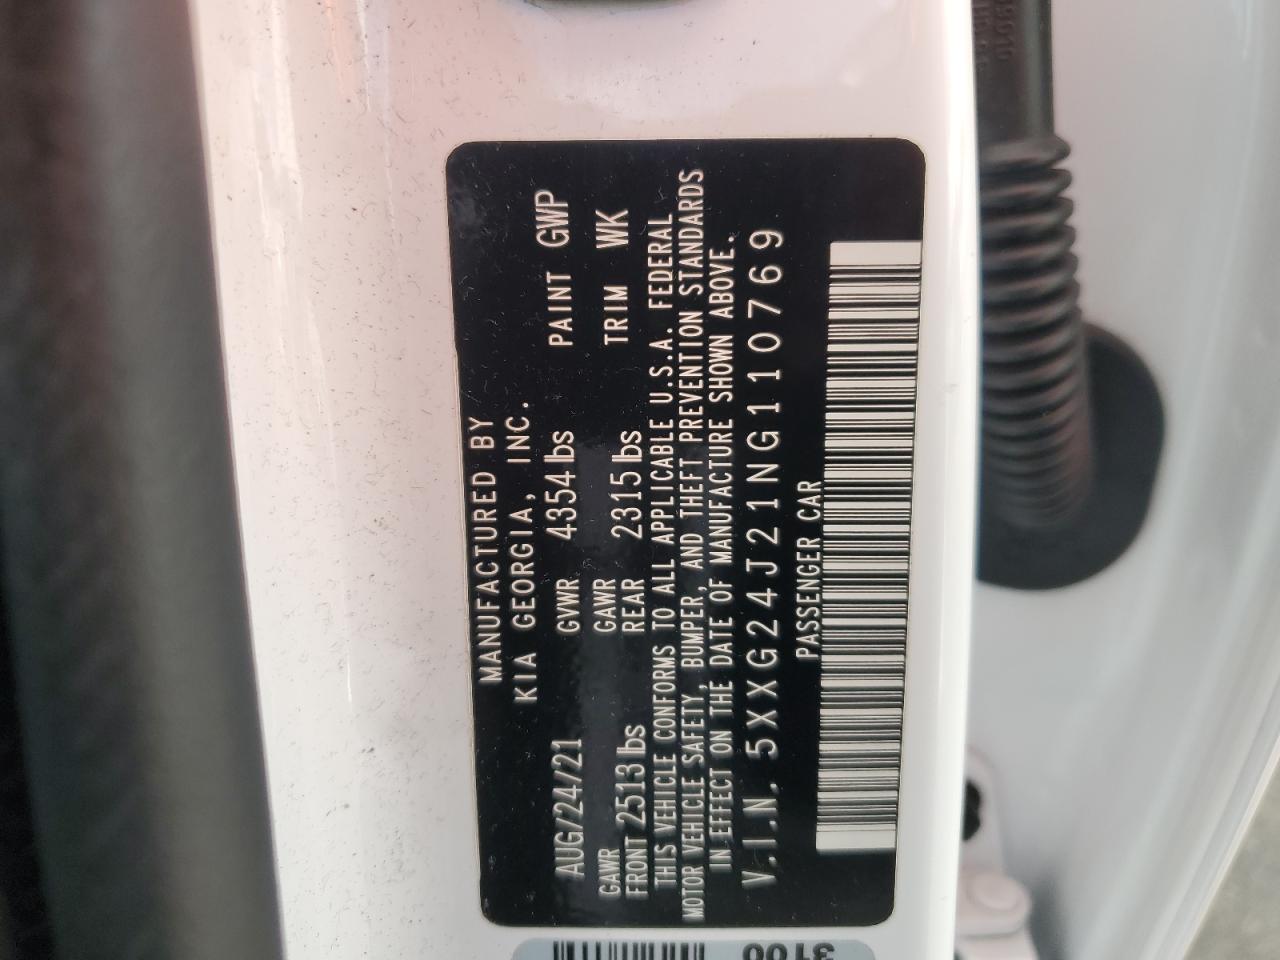 MANUFACTURED BY
KIA GEORGIA, INC.
AUG/24/21 GVWR 4354 lbs PAINT GWP
GAWR FRONT 2513 lbs GAWR REAR 2315 lbs TRIM WK
THIS VEHICLE CONFORMS TO ALL APPLICABLE U.S.A. FEDERAL
MOTOR VEHICLE SAFETY, BUMPER, AND THEFT PREVENTION STANDARDS
IN EFFECT ON THE DATE OF MANUFACTURE SHOWN ABOVE.
V.I.N. 5XXG24J21NG110769
PASSENGER CAR
3100